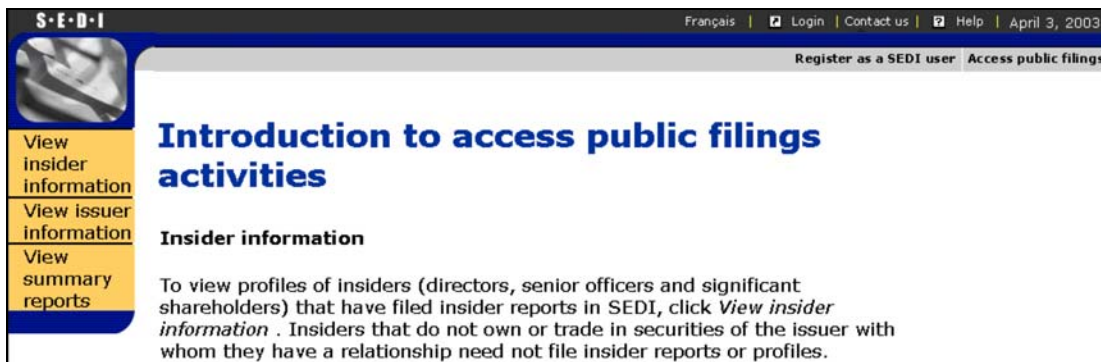 S•E•D•I
Français | Login | Contact us | Help | April 3, 2003
Register as a SEDI user Access public filings
View
insider
information
View issuer
information
View
summary
reports
Introduction to access public filings
activities
Insider information
To view profiles of insiders (directors, senior officers and significant
shareholders) that have filed insider reports in SEDI, click View insider
information . Insiders that do not own or trade in securities of the issuer with
whom they have a relationship need not file insider reports or profiles.